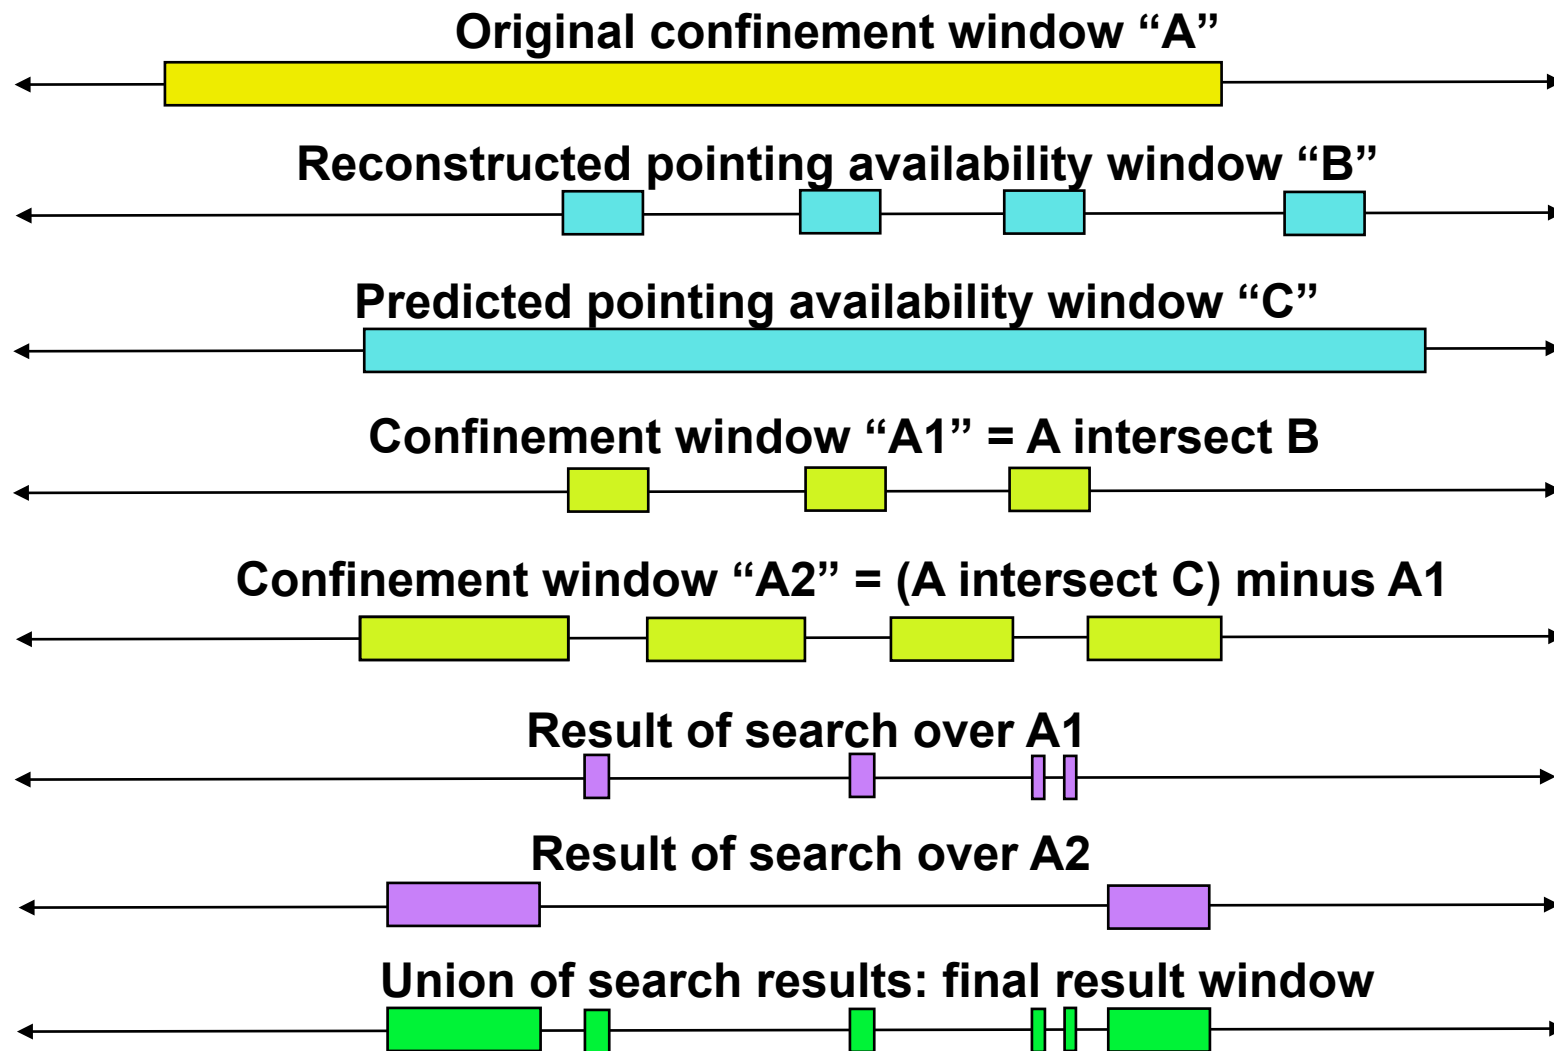 Original confinement window “A”
Reconstructed pointing availability window “B”
Predicted pointing availability window “C”
Confinement window “A1” = A intersect B
Confinement window “A2” = (A intersect C) minus A1
Result of search over A1
Result of search over A2
Union of search results: final result window